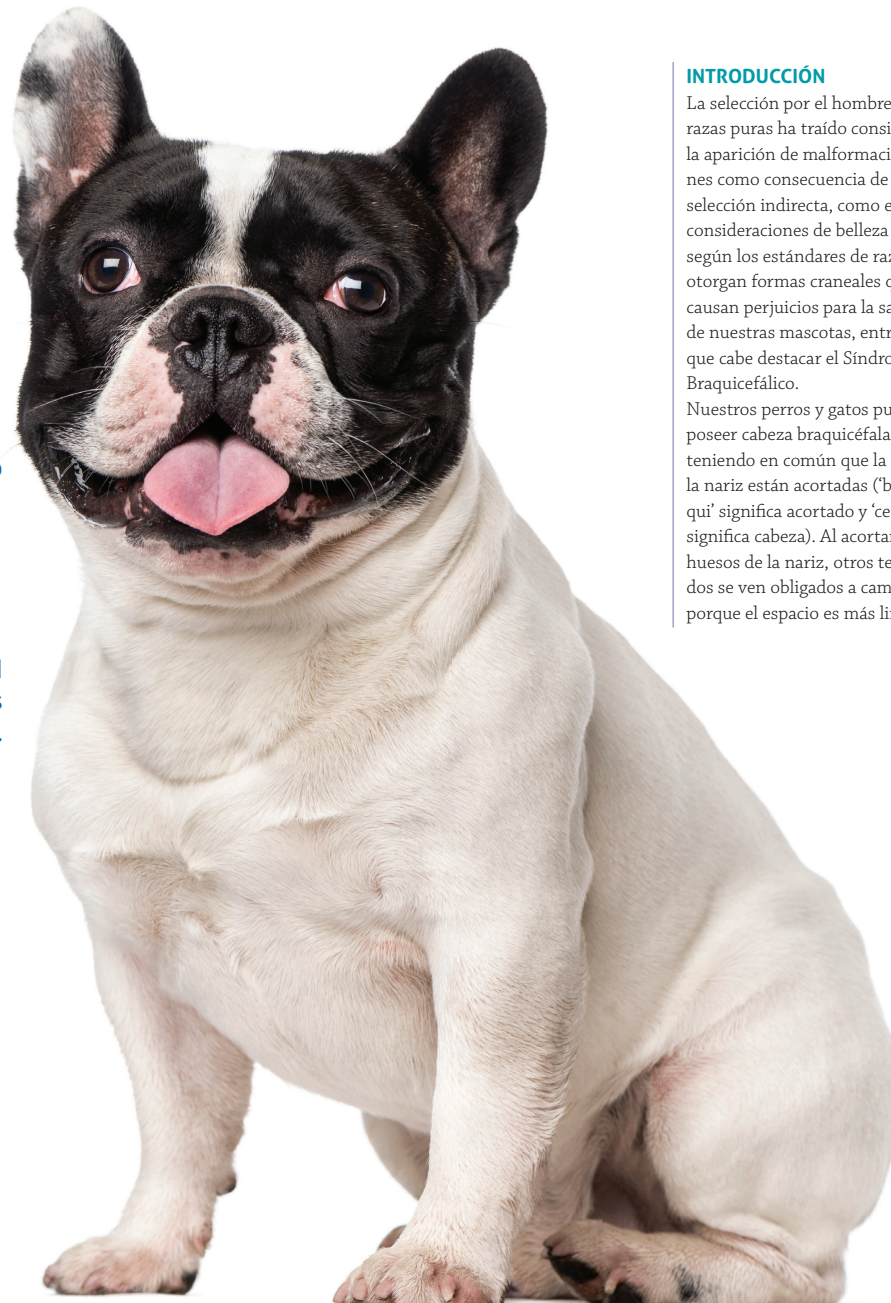 INTRODUCCIÓN
La selección por el hombre
razas puras ha traído consi
la aparición de malformaci
nes como consecuencia de
selección indirecta, como e
consideraciones de belleza
según los estándares de ra
otorgan formas craneales
causan perjuicios para la sa
de nuestras mascotas, entr
que cabe destacar el Síndro
Braquicefálico.
Nuestros perros y gatos pu
poseer cabeza braquicéfala
teniendo en común que la
la nariz están acortadas (‘b
qui’ significa acortado y ‘ce
significa cabeza). Al acortar
huesos de la nariz, otros te
dos se ven obligados a cam
porque el espacio es más li